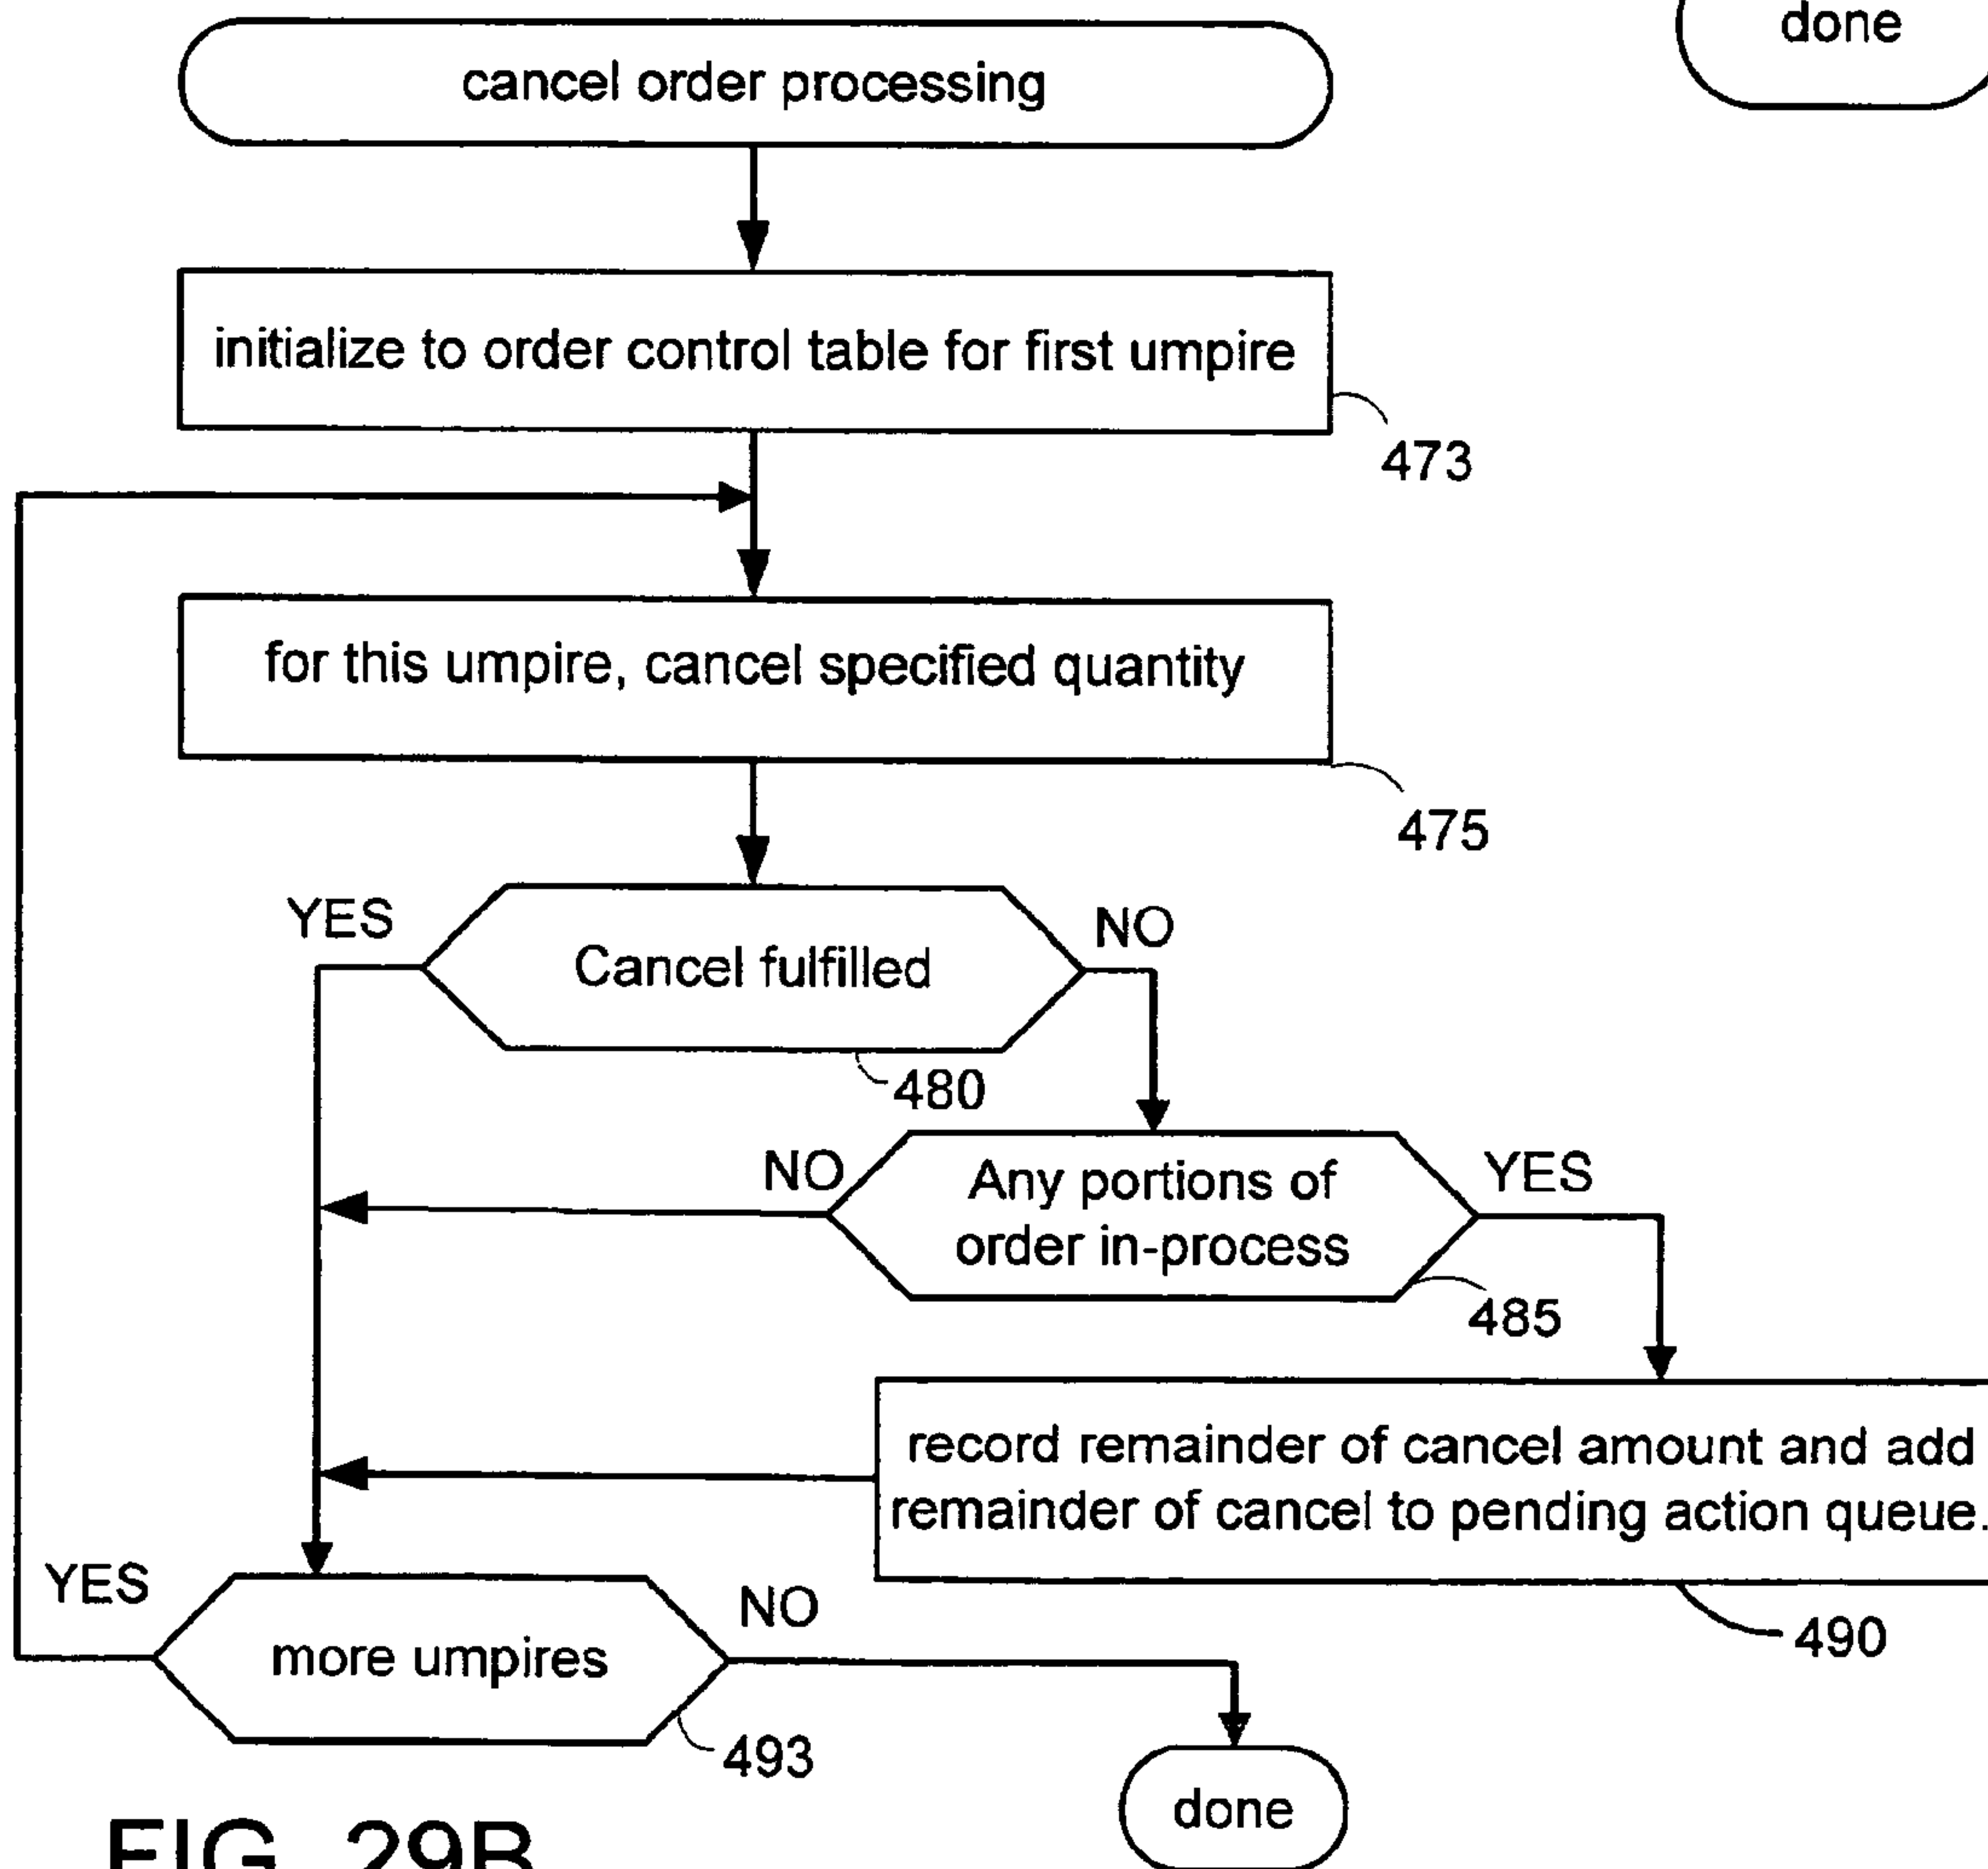 done
cancel order processing
initialize to order control table for first umpire
473
for this umpire, cancel specified quantity
475
YES
NO
Cancel fulfilled
480
NO
Any portions of
order in-process
YES
485
record remainder of cancel amount and add
remainder of cancel to pending action queue.
490
YES
more umpires
NO
493
done
FIG. 29B